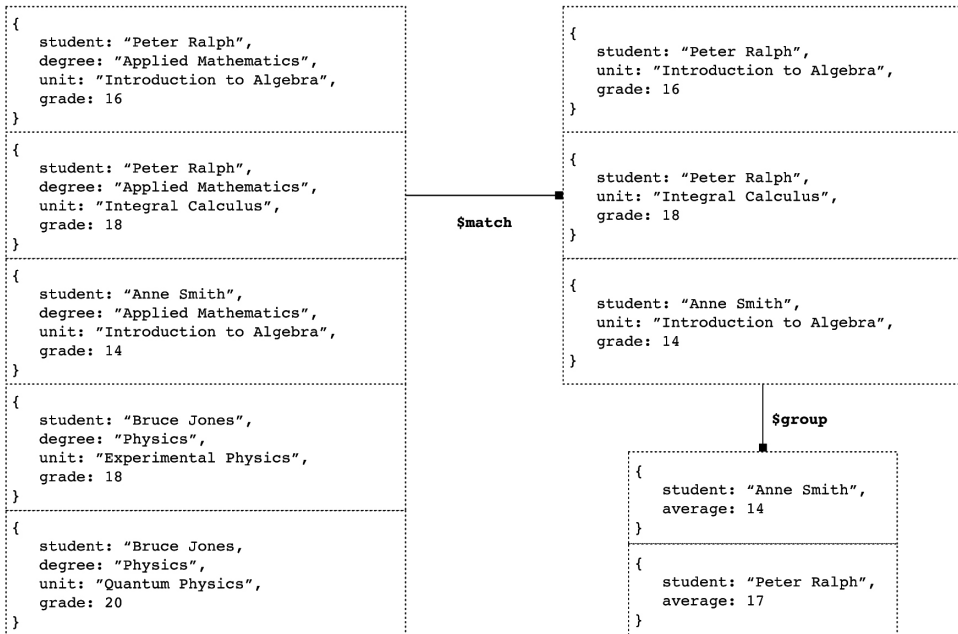 {
student: “Peter Ralph”,
degree: “Applied Mathematics”,
unit: “Introduction to Algebra”,
grade: 16
}
{
student: “Peter Ralph”,
degree: “Applied Mathematics”,
unit: “Integral Calculus”,
grade: 18
}
{
student: “Anne Smith”,
degree: “Applied Mathematics”,
unit: “Introduction to Algebra”,
grade: 14
}
{
student: “Bruce Jones”,
degree: “Physics”,
unit: “Experimental Physics”,
grade: 18
}
{
student: “Bruce Jones,
degree: “Physics”,
unit: “Quantum Physics”,
grade: 20
}
$match
{
student: “Peter Ralph”,
unit: “Introduction to Algebra”,
grade: 16
}
{
student: “Peter Ralph”,
unit: “Integral Calculus”,
grade: 18
}
{
student: “Anne Smith”,
unit: “Introduction to Algebra”,
grade: 14
}
$group
{
student: “Anne Smith”,
average: 14
}
{
student: “Peter Ralph”,
average: 17
}